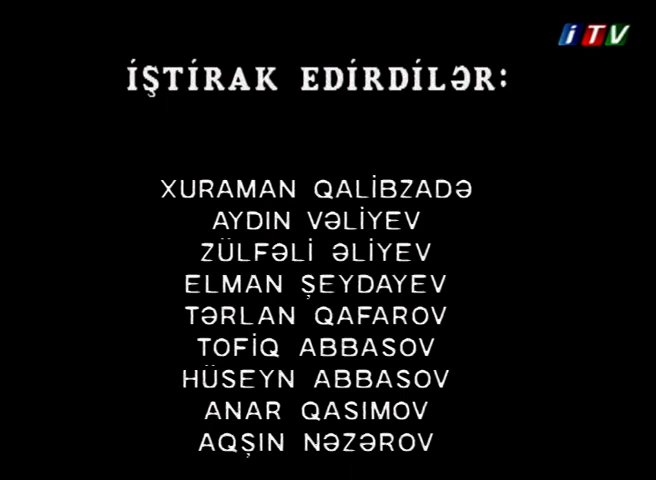 İTV
İŞTİRAK EDİRDİLƏR:
XURAMAN QALİBZADƏ
AYDIN VƏLİYEV
ZÜLFƏLİ ƏLİYEV
ELMAN ŞEYDAYEV
TƏRLAN QAFAROV
TOFİQ ABBASOV
HÜSEYN ABBASOV
ANAR QASIMOV
AQŞIN NƏZƏROV